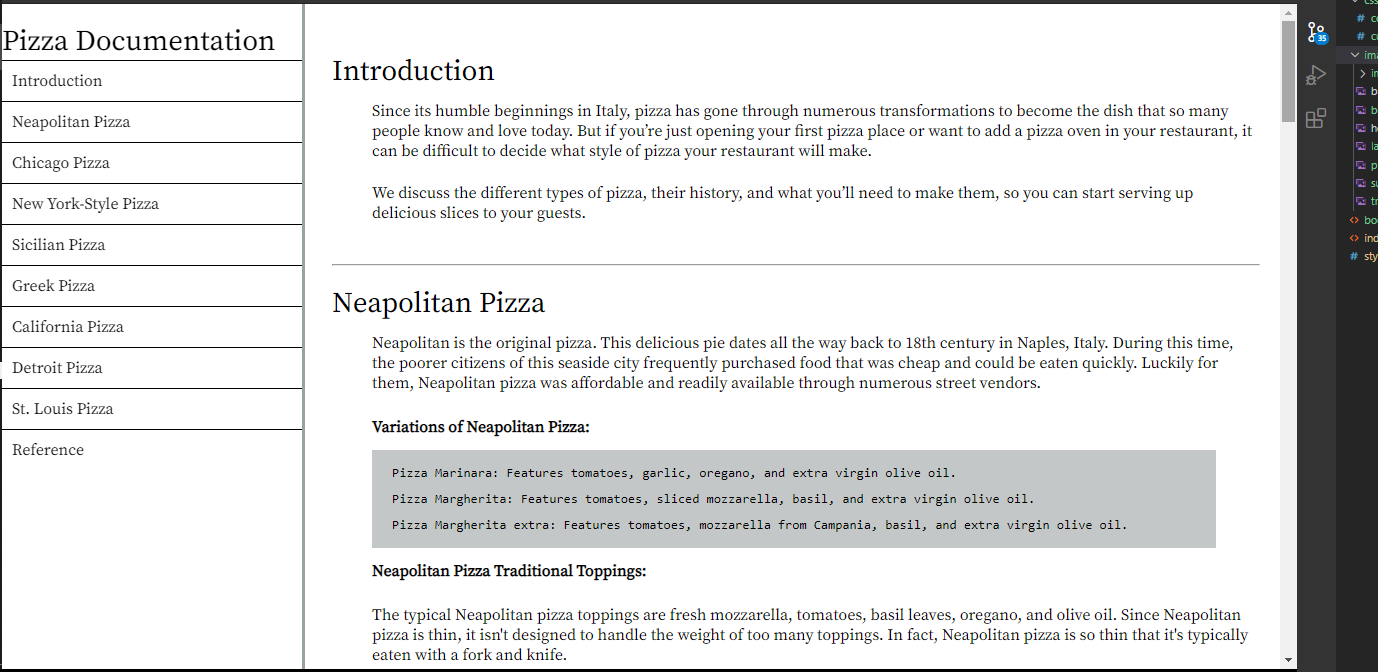 Pizza Documentation
Introduction
Neapolitan Pizza
Chicago Pizza
New York-Style Pizza
Sicilian Pizza
Greek Pizza
California Pizza
Detroit Pizza
St. Louis Pizza
Reference
Introduction
Since its humble beginnings in Italy, pizza has gone through numerous transformations to become the dish that so many
people know and love today. But if you’re just opening your first pizza place or want to add a pizza oven in your restaurant, it
can be difficult to decide what style of pizza your restaurant will make.
We discuss the different types of pizza, their history, and what you’ll need to make them, so you can start serving up
delicious slices to your guests.
Neapolitan Pizza
Neapolitan is the original pizza. This delicious pie dates all the way back to 18th century in Naples, Italy. During this time,
the poorer citizens of this seaside city frequently purchased food that was cheap and could be eaten quickly. Luckily for
them, Neapolitan pizza was affordable and readily available through numerous street vendors.
Variations of Neapolitan Pizza:
Pizza Marinara: Features tomatoes, garlic, oregano, and extra virgin olive oil.
Pizza Margherita: Features tomatoes, sliced mozzarella, basil, and extra virgin olive oil.
Pizza Margherita extra: Features tomatoes, mozzarella from Campania, basil, and extra virgin olive oil.
Neapolitan Pizza Traditional Toppings:
The typical Neapolitan pizza toppings are fresh mozzarella, tomatoes, basil leaves, oregano, and olive oil. Since Neapolitan
pizza is thin, it isn't designed to handle the weight of too many toppings. In fact, Neapolitan pizza is so thin that it's typically
eaten with a fork and knife.
35